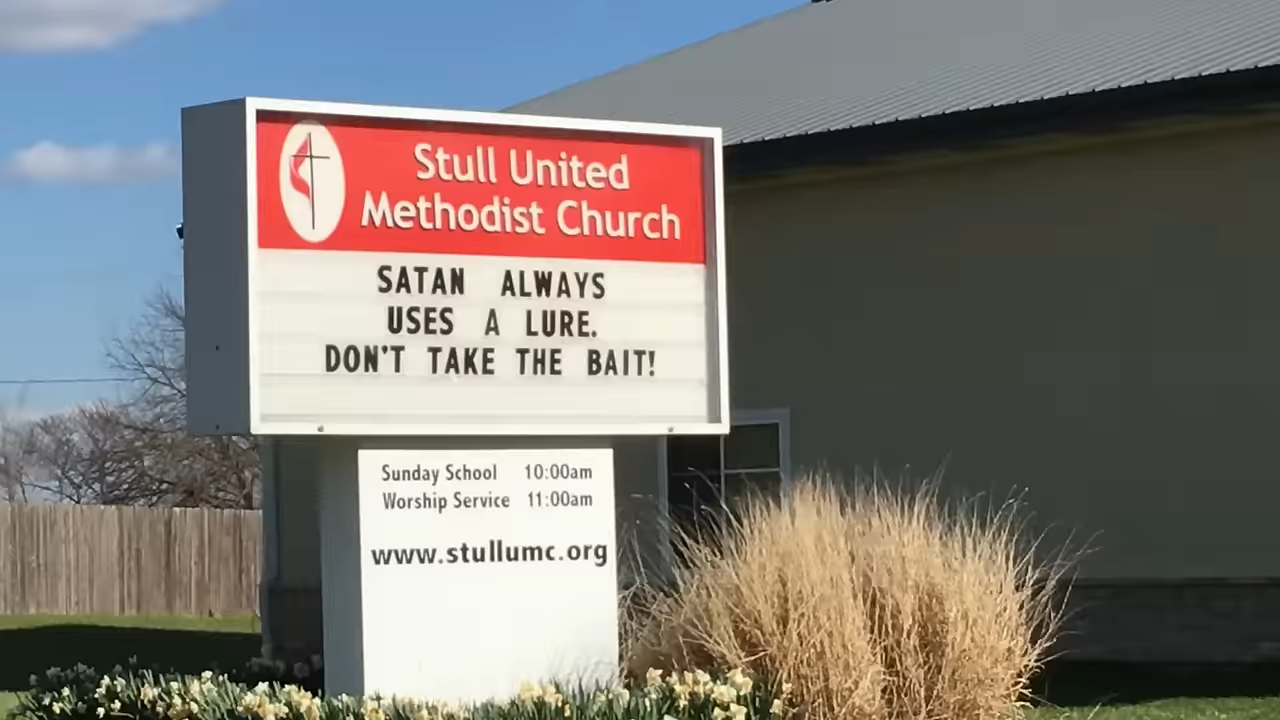 Stull United
Methodist Church
SATAN ALWAYS
USES A LURE.
DON'T TAKE THE BAIT!
Sunday School 10:00am
Worship Service 11:00am
www.stullumc.org